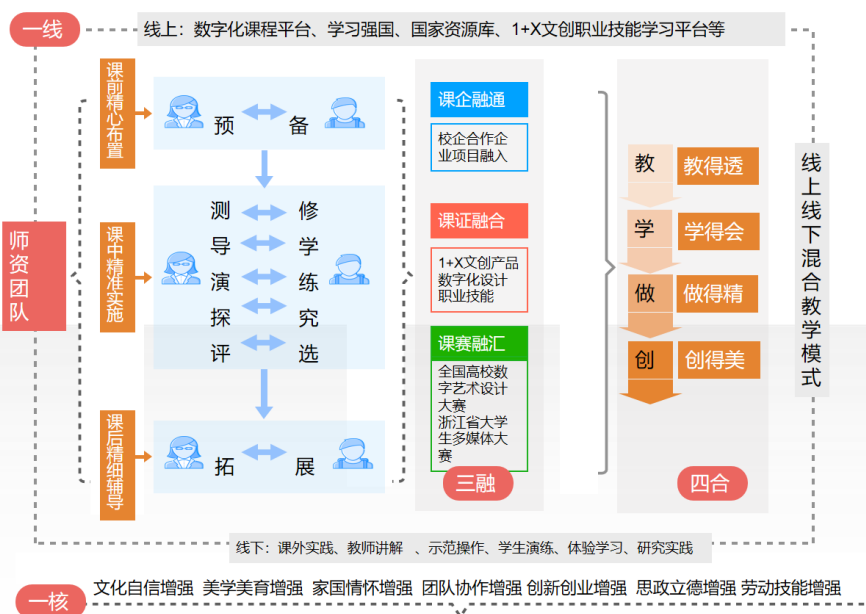 一线
线上：数字化课程平台、学习强国、国家资源库、1+X文创职业技能学习平台等
师资团队
课前精心布置
预 备
课中精准实施
测 修
导 学
演 练
探 究
评 选
课后精细辅导
拓 展
课企融通
校企合作企
业项目融入
课证融合
1+X文创产品
数字化设计
职业技能
课赛融汇
全国高校数
字艺术设计
大赛
浙江省大学
生多媒体大
赛
三融
教 教得透
学 学得会
做 做得精
创 创得美
四合
线上线下混合教学模式
线下：课外实践、教师讲解 、示范操作、学生演练、体验学习、研究实践
文化自信增强 美学美育增强 家国情怀增强 团队协作增强 创新创业增强 思政立德增强 劳动技能增强
一核